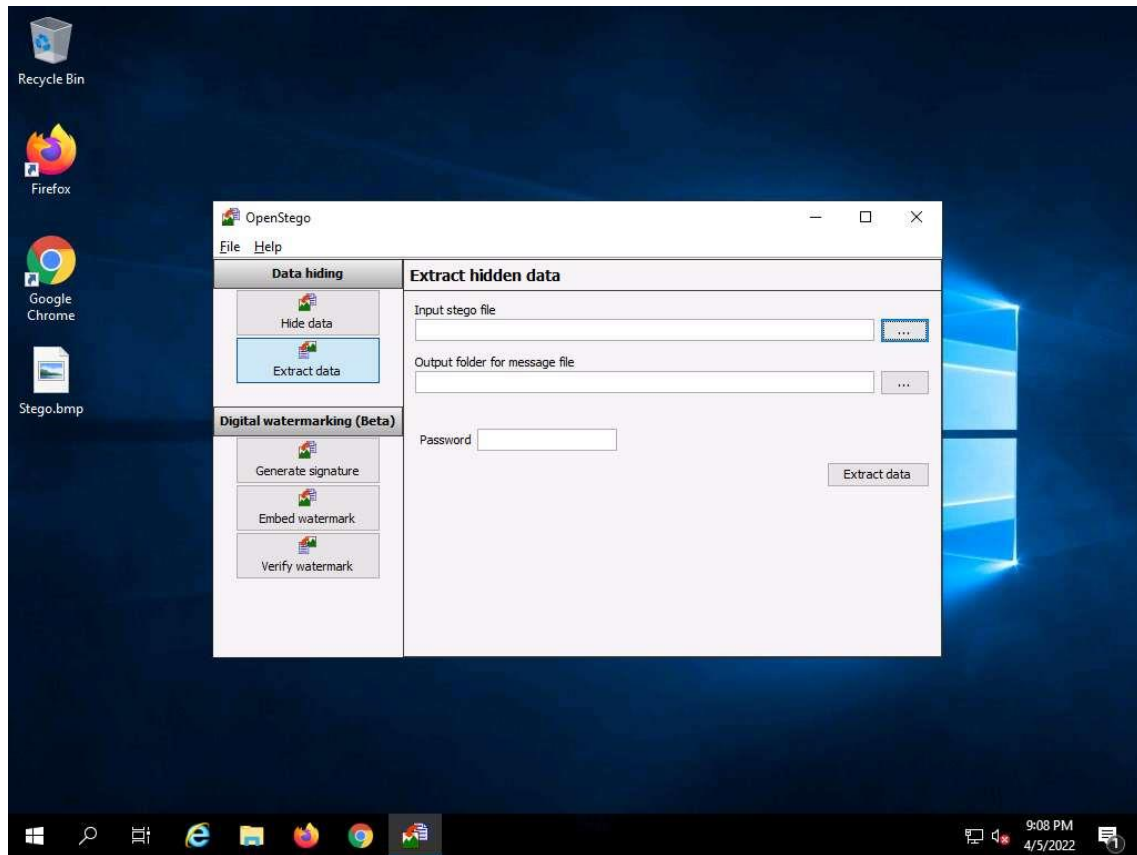 Recycle Bin
Firefox
Google
Chrome
Stego.bmp
OpenStego
File Help
Data hiding
Hide data
Extract data
Digital watermarking (Beta)
Generate signature
Embed watermark
Verify watermark
Extract hidden data
Input stego file
...
Output folder for message file
...
Password
Extract data
9:08 PM
4/5/2022
1